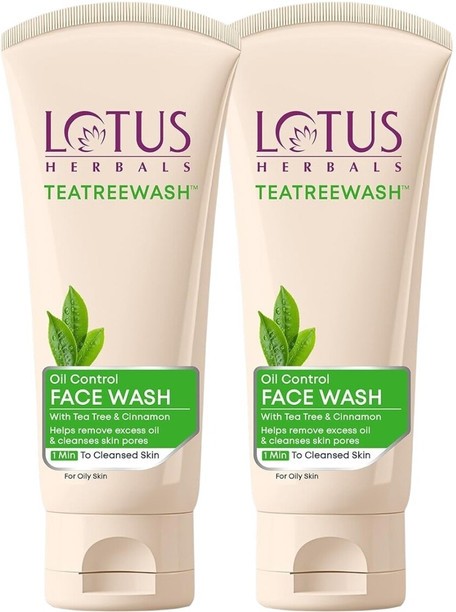 LOTUS
HERBALS
TEATREEWASH™
Oil Control
FACE WASH
With Tea Tree & Cinnamon
Helps remove excess oil
& cleanses skin pores
1 Min To Cleansed Skin
For Oily Skin
LOTUS
HERBALS
TEATREEWASH™
Oil Control
FACE WASH
With Tea Tree & Cinnamon
Helps remove excess oil
& cleanses skin pores
1 Min To Cleansed Skin
For Oily Skin